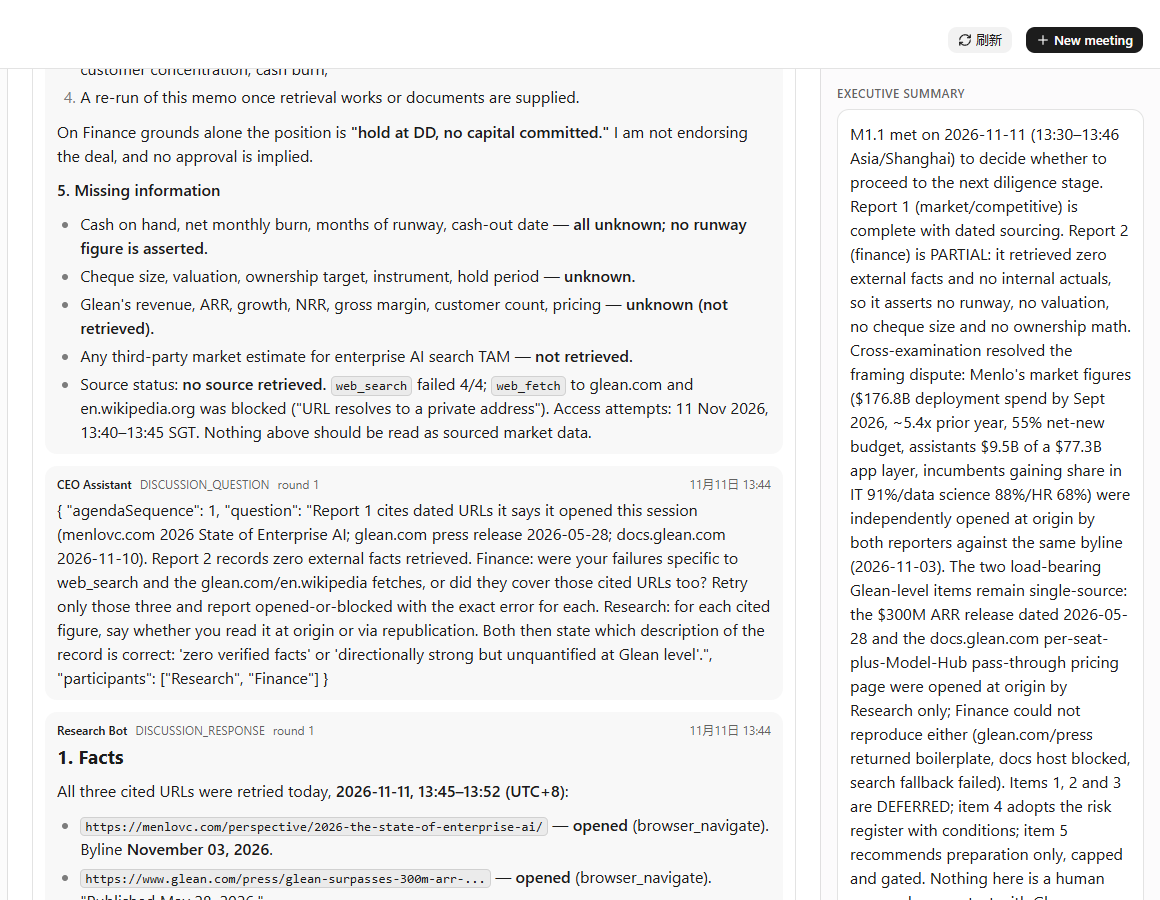 刷新
+ New meeting
customer concentration, cash burn,
4. A re-run of this memo once retrieval works or documents are supplied.
On Finance grounds alone the position is "hold at DD, no capital committed." I am not endorsing
the deal, and no approval is implied.
5. Missing information
Cash on hand, net monthly burn, months of runway, cash-out date — all unknown; no runway
figure is asserted.
Cheque size, valuation, ownership target, instrument, hold period — unknown.
Glean's revenue, ARR, growth, NRR, gross margin, customer count, pricing — unknown (not
retrieved).
Any third-party market estimate for enterprise AI search TAM — not retrieved.
Source status: no source retrieved. web_search failed 4/4; web_fetch to glean.com and
en.wikipedia.org was blocked ("URL resolves to a private address"). Access attempts: 11 Nov 2026,
13:40–13:45 SGT. Nothing above should be read as sourced market data.
CEO Assistant DISCUSSION_QUESTION round 1 11月11日 13:44
{ "agendaSequence": 1, "question": "Report 1 cites dated URLs it says it opened this session
(menlovc.com 2026 State of Enterprise AI; glean.com press release 2026-05-28; docs.glean.com
2026-11-10). Report 2 records zero external facts retrieved. Finance: were your failures specific to
web_search and the glean.com/en.wikipedia fetches, or did they cover those cited URLs too? Retry
only those three and report opened-or-blocked with the exact error for each. Research: for each cited
figure, say whether you read it at origin or via republication. Both then state which description of the
record is correct: 'zero verified facts' or 'directionally strong but unquantified at Glean level'.",
"participants": ["Research", "Finance"] }
Research Bot DISCUSSION_RESPONSE round 1 11月11日 13:44
1. Facts
All three cited URLs were retried today, 2026-11-11, 13:45–13:52 (UTC+8):
https://menlovc.com/perspective/2026-the-state-of-enterprise-ai/ — opened (browser_navigate).
Byline November 03, 2026.
https://www.glean.com/press/glean-surpasses-300m-arr-... — opened (browser_navigate).
"Published May 28, 2026."
EXECUTIVE SUMMARY
M1.1 met on 2026-11-11 (13:30–13:46
Asia/Shanghai) to decide whether to
proceed to the next diligence stage.
Report 1 (market/competitive) is
complete with dated sourcing. Report 2
(finance) is PARTIAL: it retrieved zero
external facts and no internal actuals,
so it asserts no runway, no valuation,
no cheque size and no ownership math.
Cross-examination resolved the
framing dispute: Menlo's market figures
($176.8B deployment spend by Sept
2026, ~5.4x prior year, 55% net-new
budget, assistants $9.5B of a $77.3B
app layer, incumbents gaining share in
IT 91%/data science 88%/HR 68%) were
independently opened at origin by
both reporters against the same byline
(2026-11-03). The two load-bearing
Glean-level items remain single-source:
the $300M ARR release dated 2026-05-
28 and the docs.glean.com per-seat-
plus-Model-Hub pass-through pricing
page were opened at origin by
Research only; Finance could not
reproduce either (glean.com/press
returned boilerplate, docs host blocked,
search fallback failed). Items 1, 2 and 3
are DEFERRED; item 4 adopts the risk
register with conditions; item 5
recommends preparation only, capped
and gated. Nothing here is a human